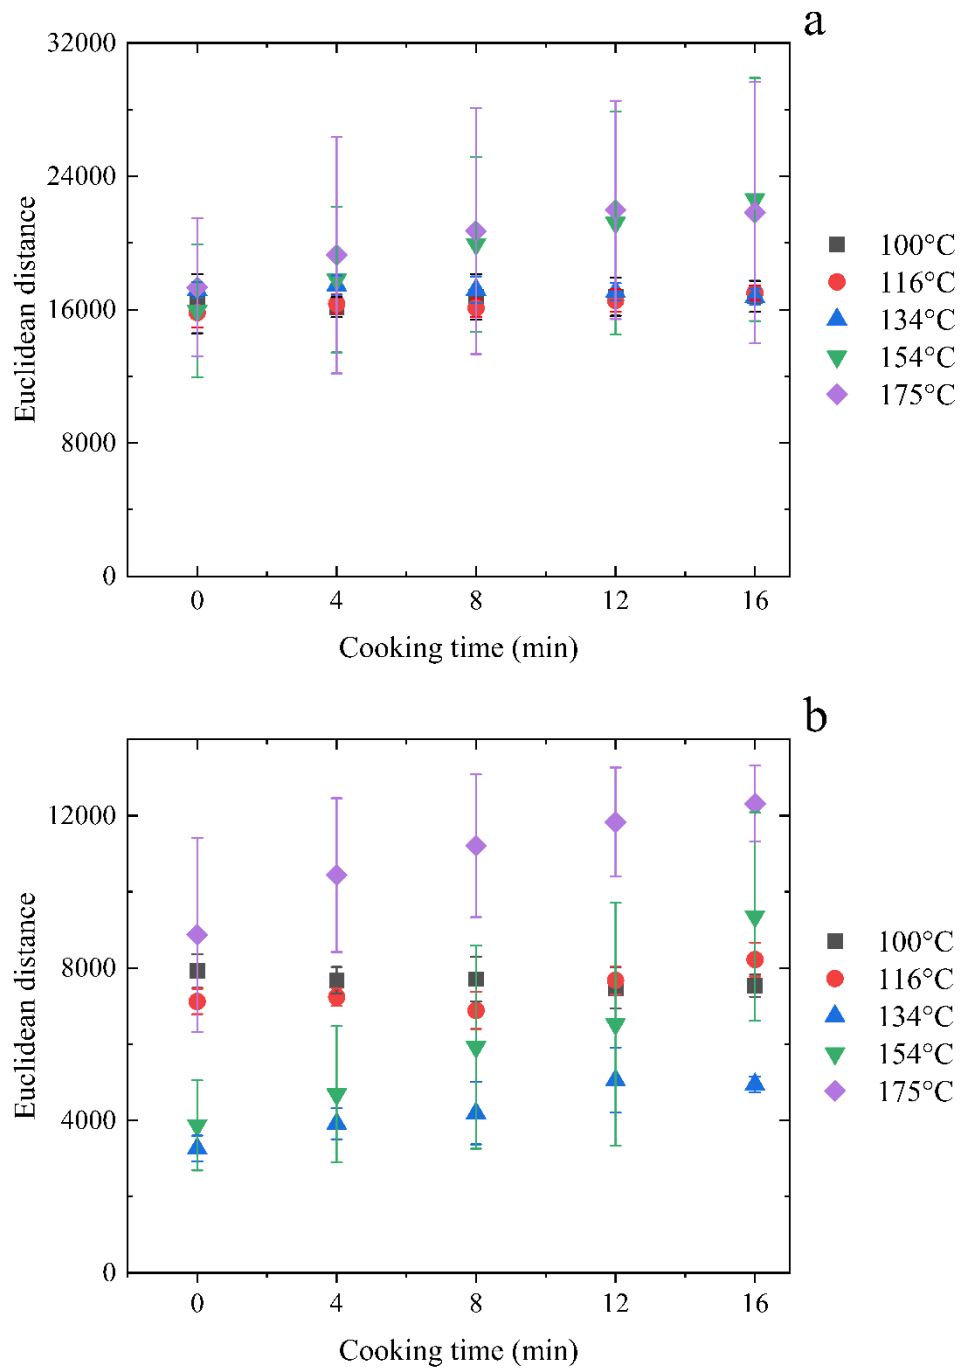 a
32000
24000
16000
8000
0
Euclidean distance
0 4 8 12 16
Cooking time (min)
100°C
116°C
134°C
154°C
175°C
b
12000
8000
4000
0
Euclidean distance
0 4 8 12 16
Cooking time (min)
100°C
116°C
134°C
154°C
175°C